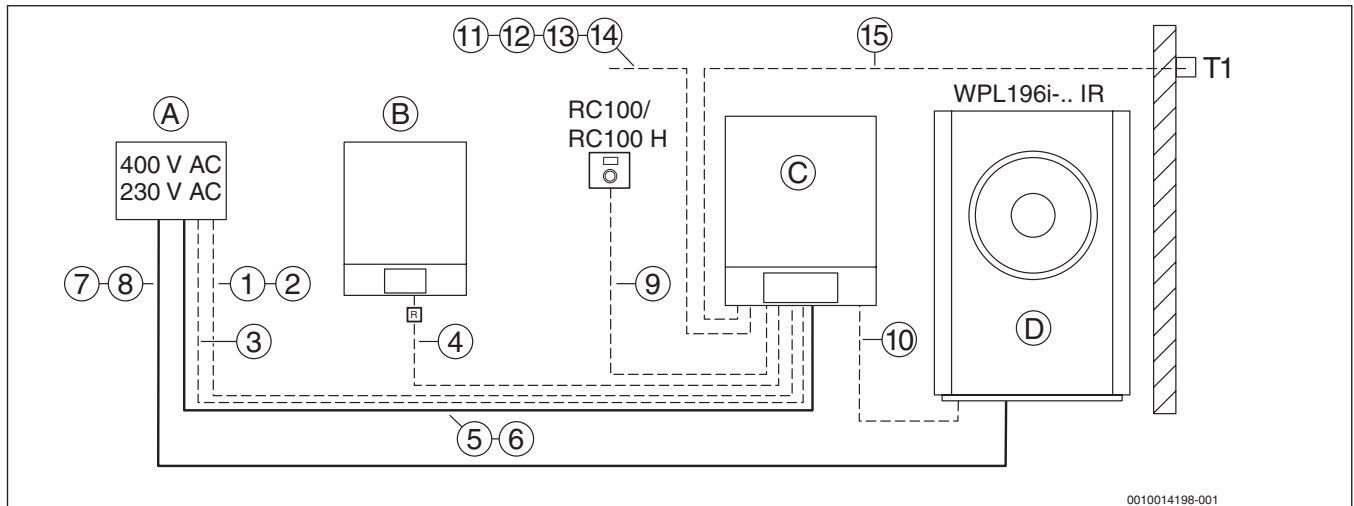 11 12 13 14
15
T1
WPL196i-.. IR
A
B
RC100/
RC100 H
400 V AC
230 V AC
C
7 8
1 2
9
R
3
4
10
D
5 6
0010014198-001